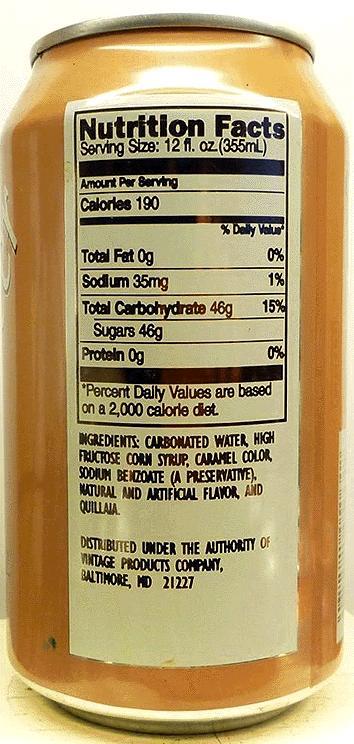 Nutrition Facts
Serving Size: 12 fl. oz. (355mL)
Amount Per Serving
Calories 190
% Daily Value*
Total Fat 0g 0%
Sodium 35mg 1%
Total Carbohydrate 46g 15%
Sugars 46g
Protein 0g 0%
*Percent Daily Values are based
on a 2,000 calorie diet.
INGREDIENTS: CARBONATED WATER, HIGH
FRUCTOSE CORN SYRUP, CARAMEL COLOR,
SODIUM BENZOATE (A PRESERVATIVE),
NATURAL AND ARTIFICIAL FLAVOR, AND
QUILLAIA.
DISTRIBUTED UNDER THE AUTHORITY OF
VINTAGE PRODUCTS COMPANY,
BALTIMORE, MD 21227